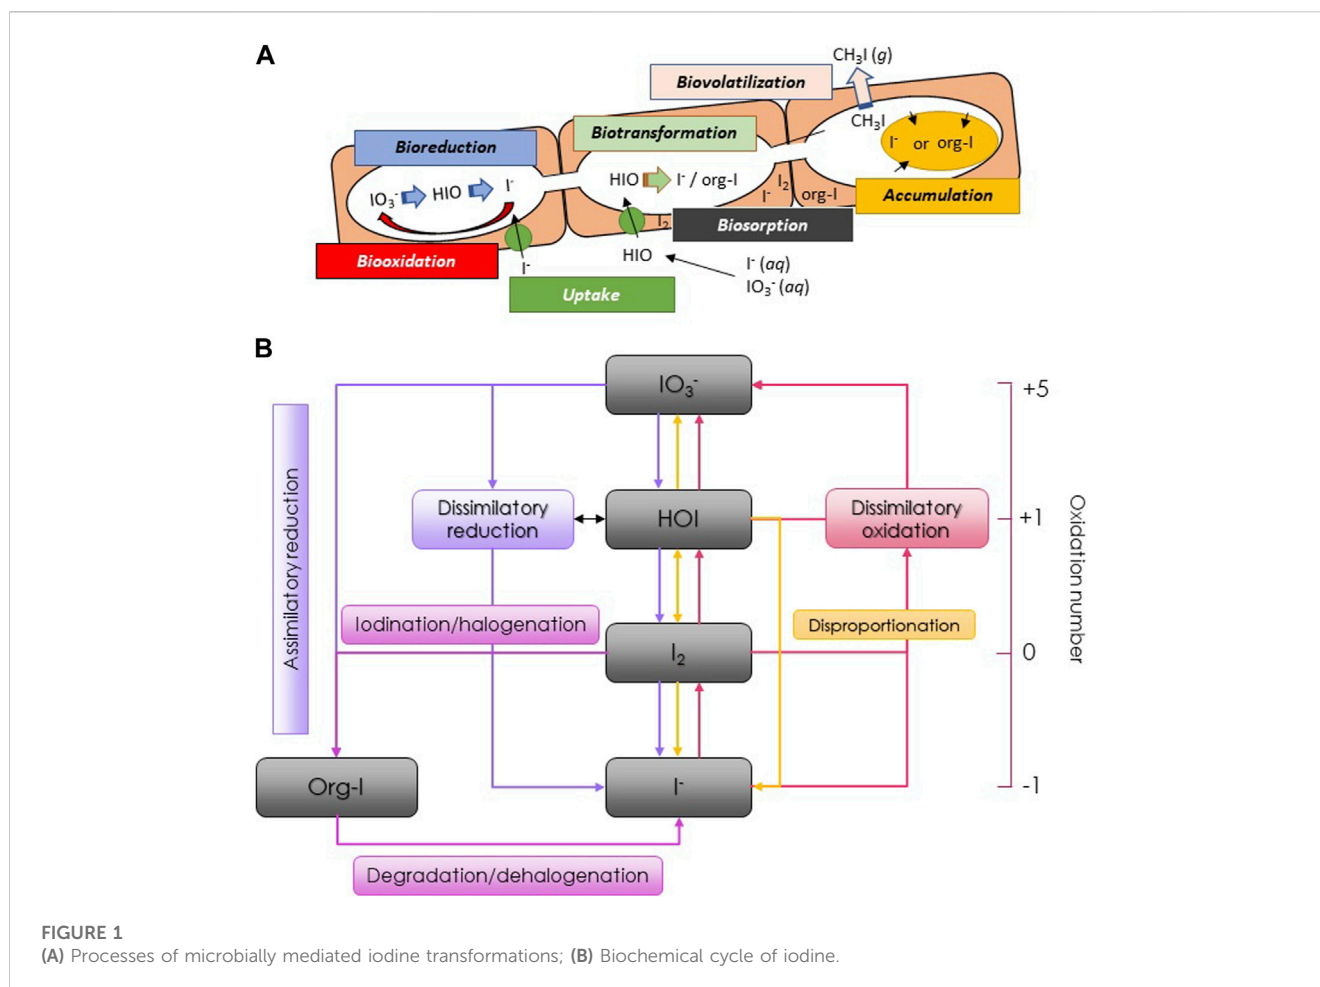 A
CH₃I (g)
Biovolatilization
CH₃I
I⁻ or org-I
Accumulation
Biotransformation
HIO
I⁻ / org-I
I₂
I⁻
org-I
Bioreduction
IO₃⁻
HIO
I⁻
Biooxidation
I⁻
Uptake
I₂
Biosorption
HIO
I⁻ (aq)
IO₃⁻ (aq)
B
IO₃⁻
+5
Assimilatory reduction
Dissimilatory
reduction
HOI
Dissimilatory
oxidation
+1
Oxidation number
Iodination/halogenation
Disproportionation
I₂
0
Org-I
I⁻
-1
Degradation/dehalogenation
FIGURE 1
(A) Processes of microbially mediated iodine transformations; (B) Biochemical cycle of iodine.